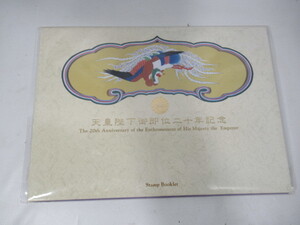 天皇陛下御即位二十年記念
The 20th Anniversary of the Enthronement of His Majesty the Emperor
Stamp Booklet